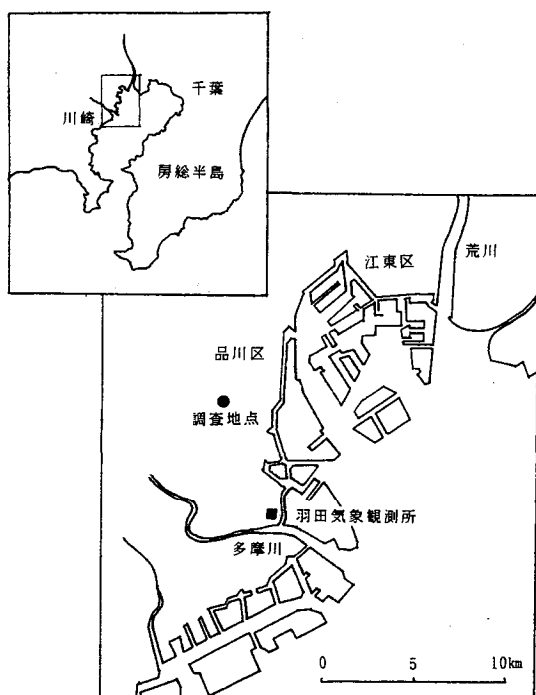 千葉
川崎
房総半島
荒川
江東区
品川区
調査地点
羽田気象観測所
多摩川
0 5 10km